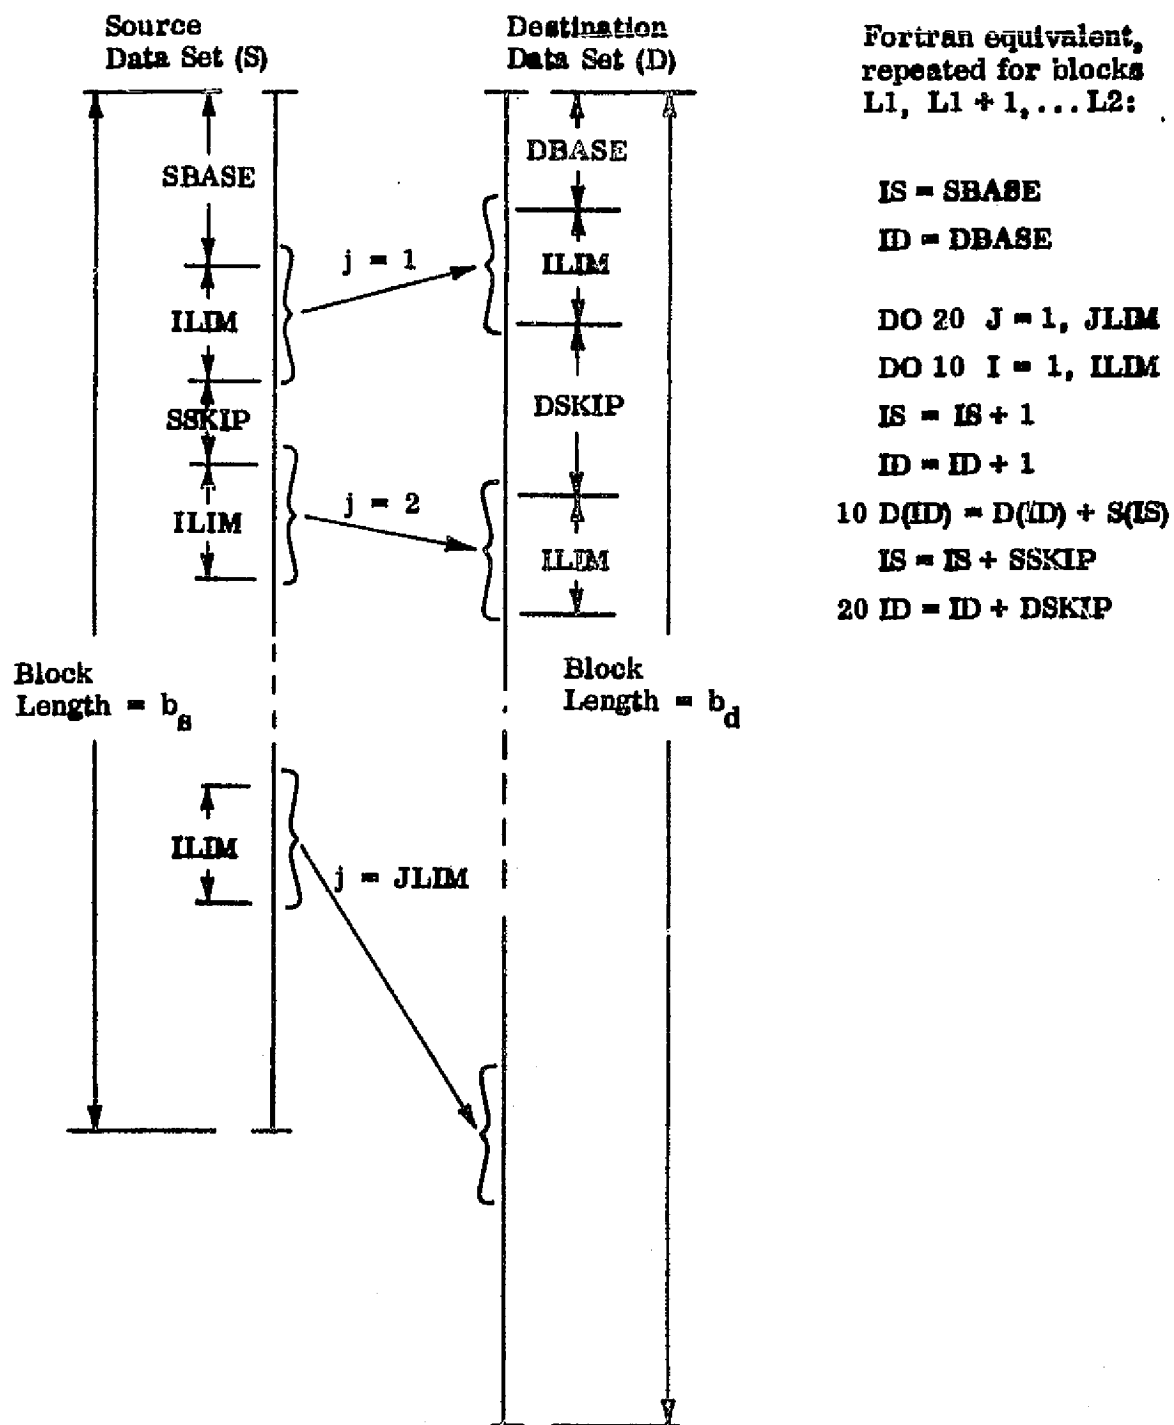 Source
Data Set (S)
Destination
Data Set (D)
Fortran equivalent,
repeated for blocks
L1, L1 + 1, ... L2:
SBASE
DBASE
IS = SBASE
ID = DBASE
j = 1
ILIM
ILIM
DO 20 J = 1, JLIM
DO 10 I = 1, ILIM
SSKIP
DSKIP
IS = IS + 1
ID = ID + 1
j = 2
ILIM
ILIM
10 D(ID) = D(ID) + S(IS)
IS = IS + SSKIP
20 ID = ID + DSKIP
Block
Length = b_s
Block
Length = b_d
ILIM
j = JLIM